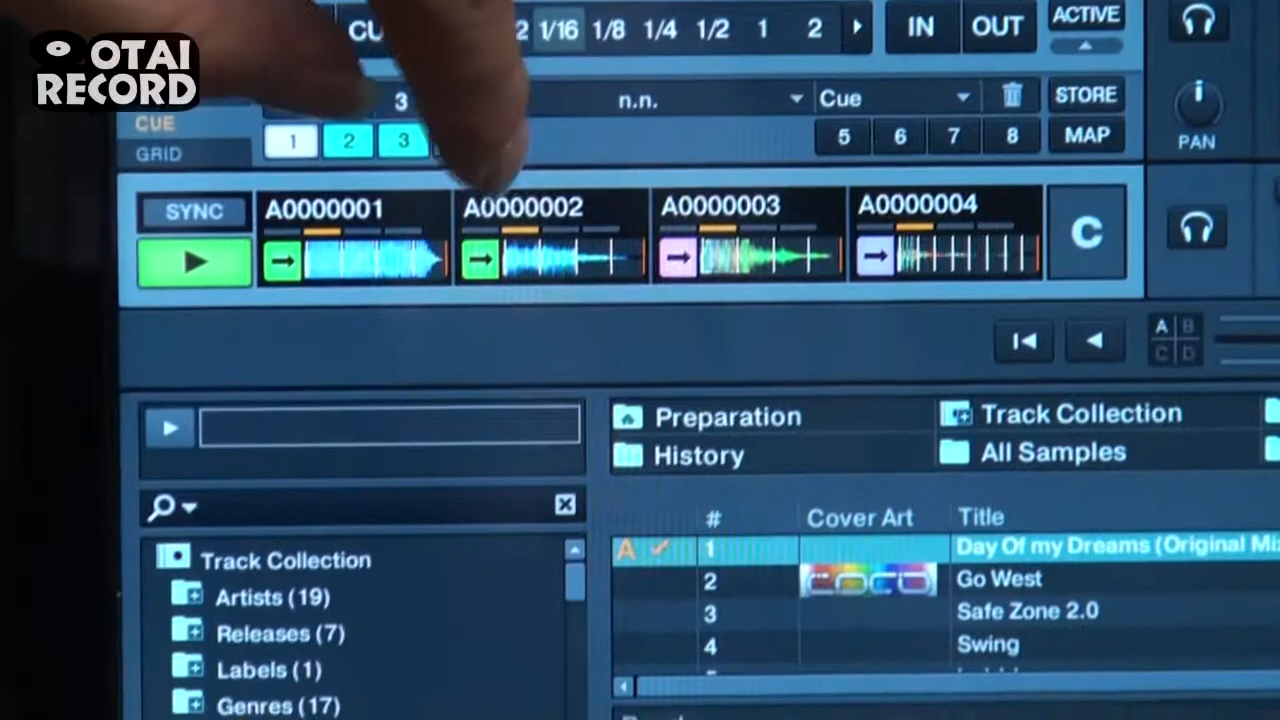 OTAI
RECORD
CU
2 1/16 1/8 1/4 1/2 1 2
IN
OUT
ACTIVE
3
n.n.
Cue
STORE
CUE
GRID
1 2 3
5 6 7 8
MAP
PAN
SYNC
A0000001
A0000002
A0000003
A0000004
C
A B
C D
Preparation
Track Collection
History
All Samples
# Cover Art Title
A 1 Day Of my Dreams (Original Mi
2 COCO Go West
3 Safe Zone 2.0
4 Swing
Track Collection
Artists (19)
Releases (7)
Labels (1)
Genres (17)